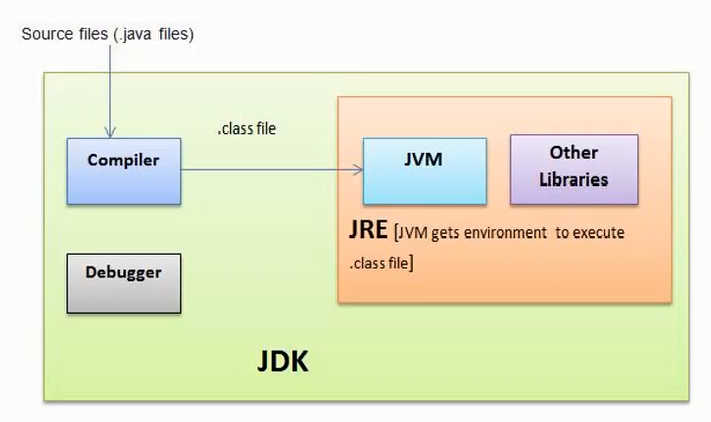 Source files (.java files)
.class file
Compiler
JVM
Other
Libraries
JRE [JVM gets environment to execute
.class file]
Debugger
JDK